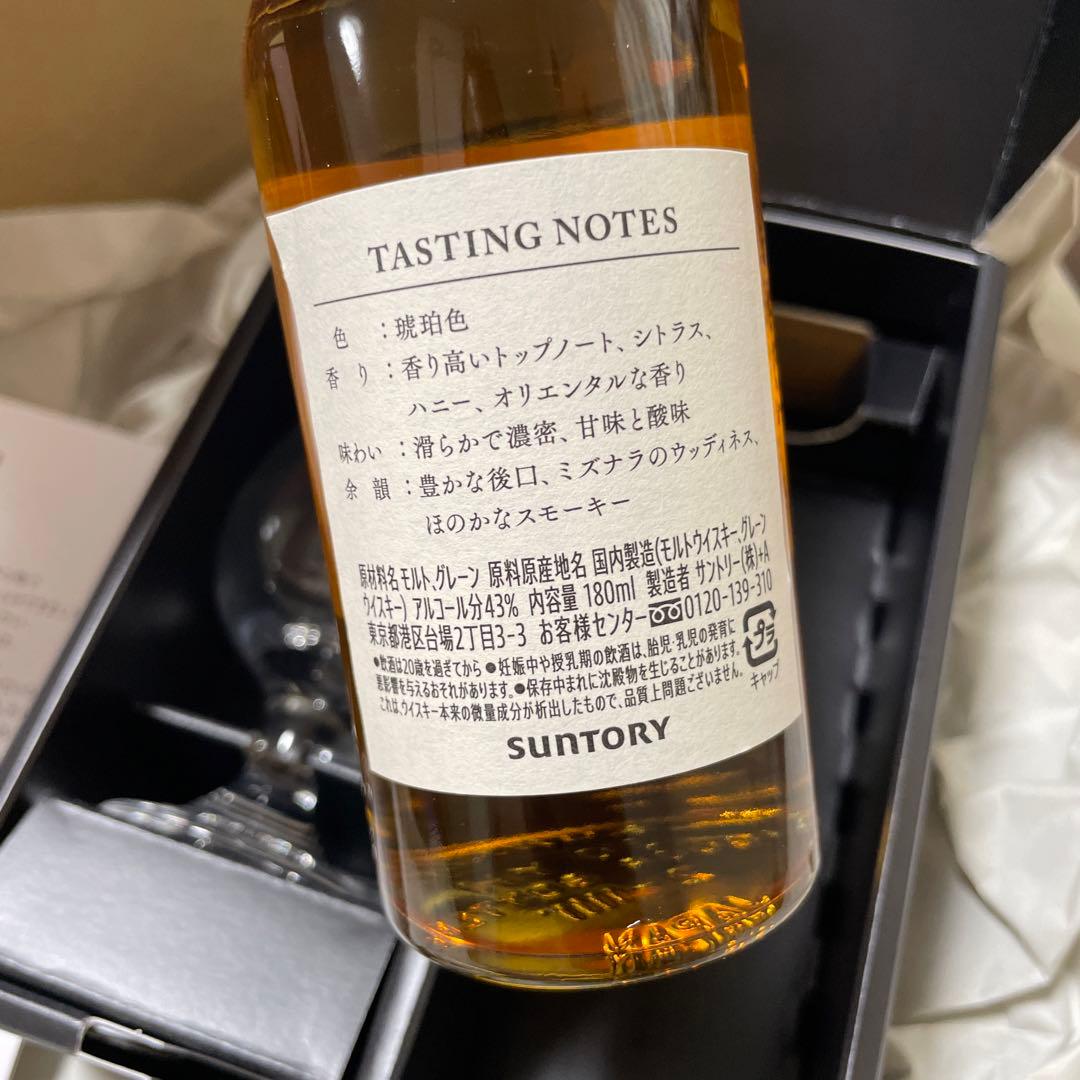 TASTING NOTES
色 : 琥珀色
香り : 香り高いトップノート、シトラス、
ハニー、オリエンタルな香り
味わい : 滑らかで濃密、甘味と酸味
余韻 : 豊かな後口、ミズナラのウッディネス、
ほのかなスモーキー
原材料名 モルト、グレーン 原料原産地名 国内製造(モルトウイスキー、グレーン
ウイスキー) アルコール分43% 内容量 180ml 製造者 サントリー(株)+A
東京都港区台場2丁目3-3 お客様センター 0120-139-310
●飲酒は20歳を過ぎてから ●妊娠中や授乳期の飲酒は、胎児・乳児の発育に
悪影響を与えるおそれがあります。●保存中まれに沈殿物を生じることがあります。
これは、ウイスキー本来の微量成分が析出したもので、品質上問題ございません。
プラ
キャップ
SUNTORY